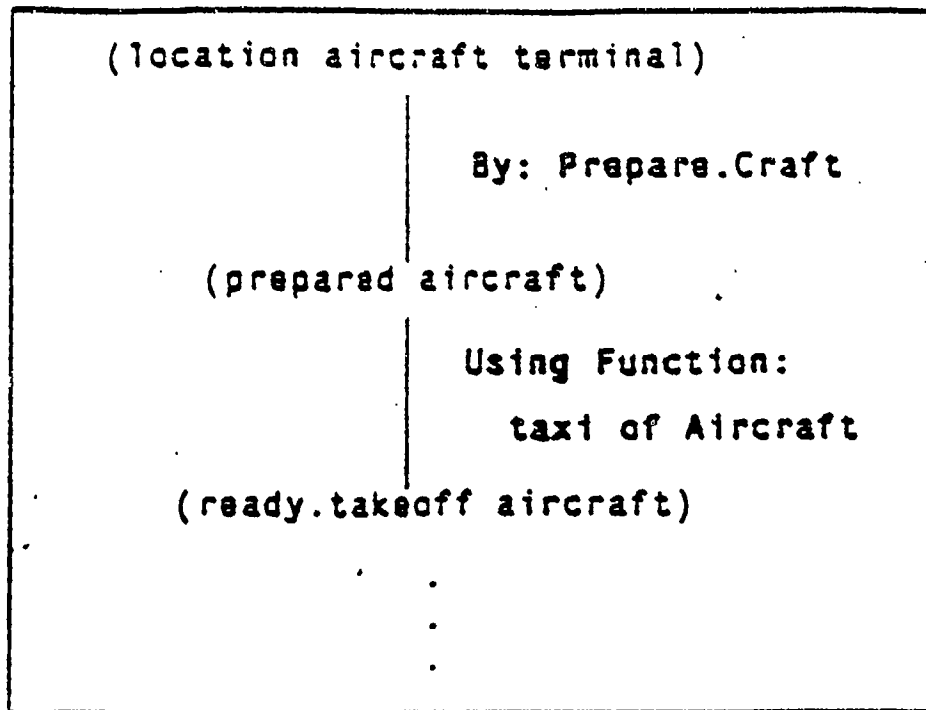 (location aircraft terminal)
By: Prepare.Craft
(prepared aircraft)
Using Function:
taxi of Aircraft
(ready.takeoff aircraft)
.
.
.